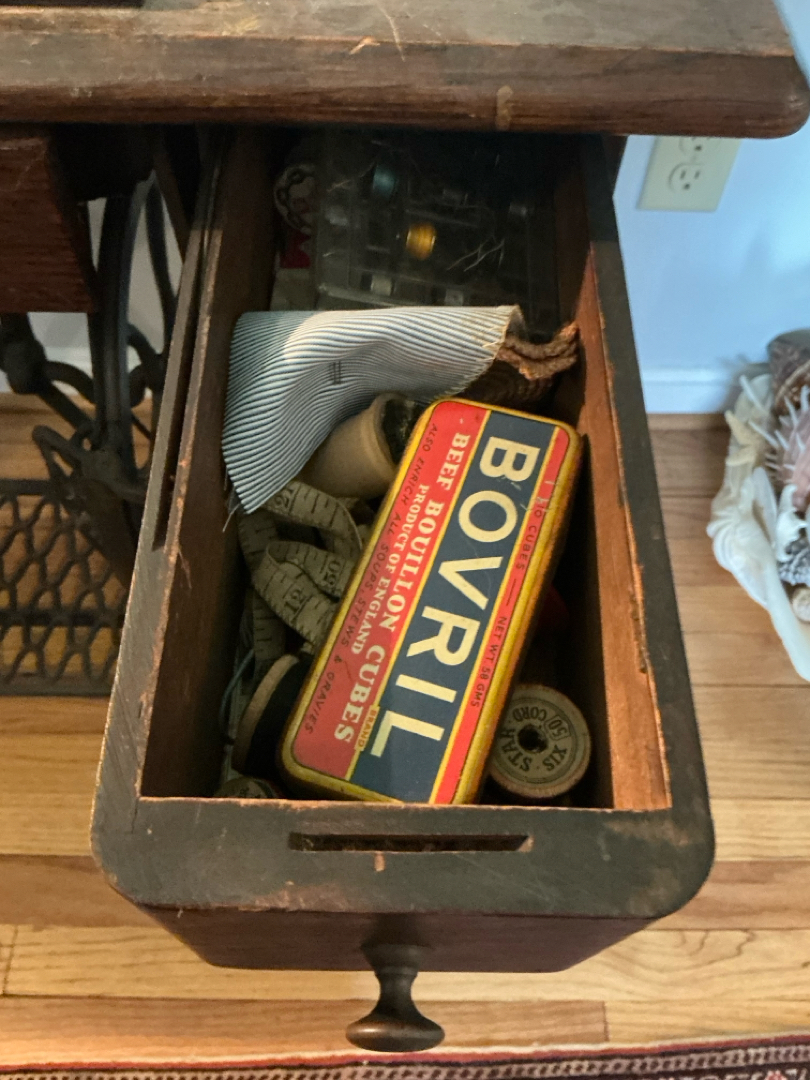 10 CUBES — NET WT. 58 GMS
BOVRIL
BRAND
BEEF BOUILLON CUBES
PRODUCT OF ENGLAND
ALSO ENRICH ALL SOUPS, STEWS & GRAVIES
STAR
SIX
CORD
50